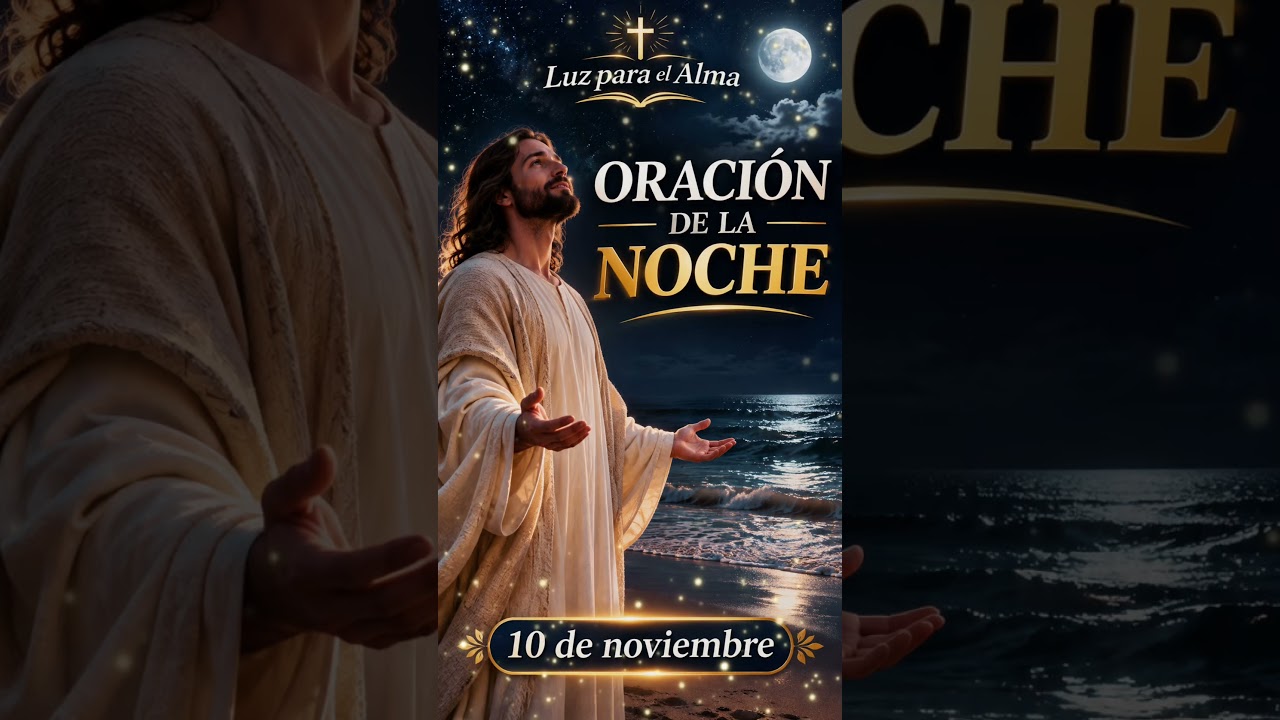 Luz para el Alma
ORACIÓN
DE LA
NOCHE
10 de noviembre
CHE